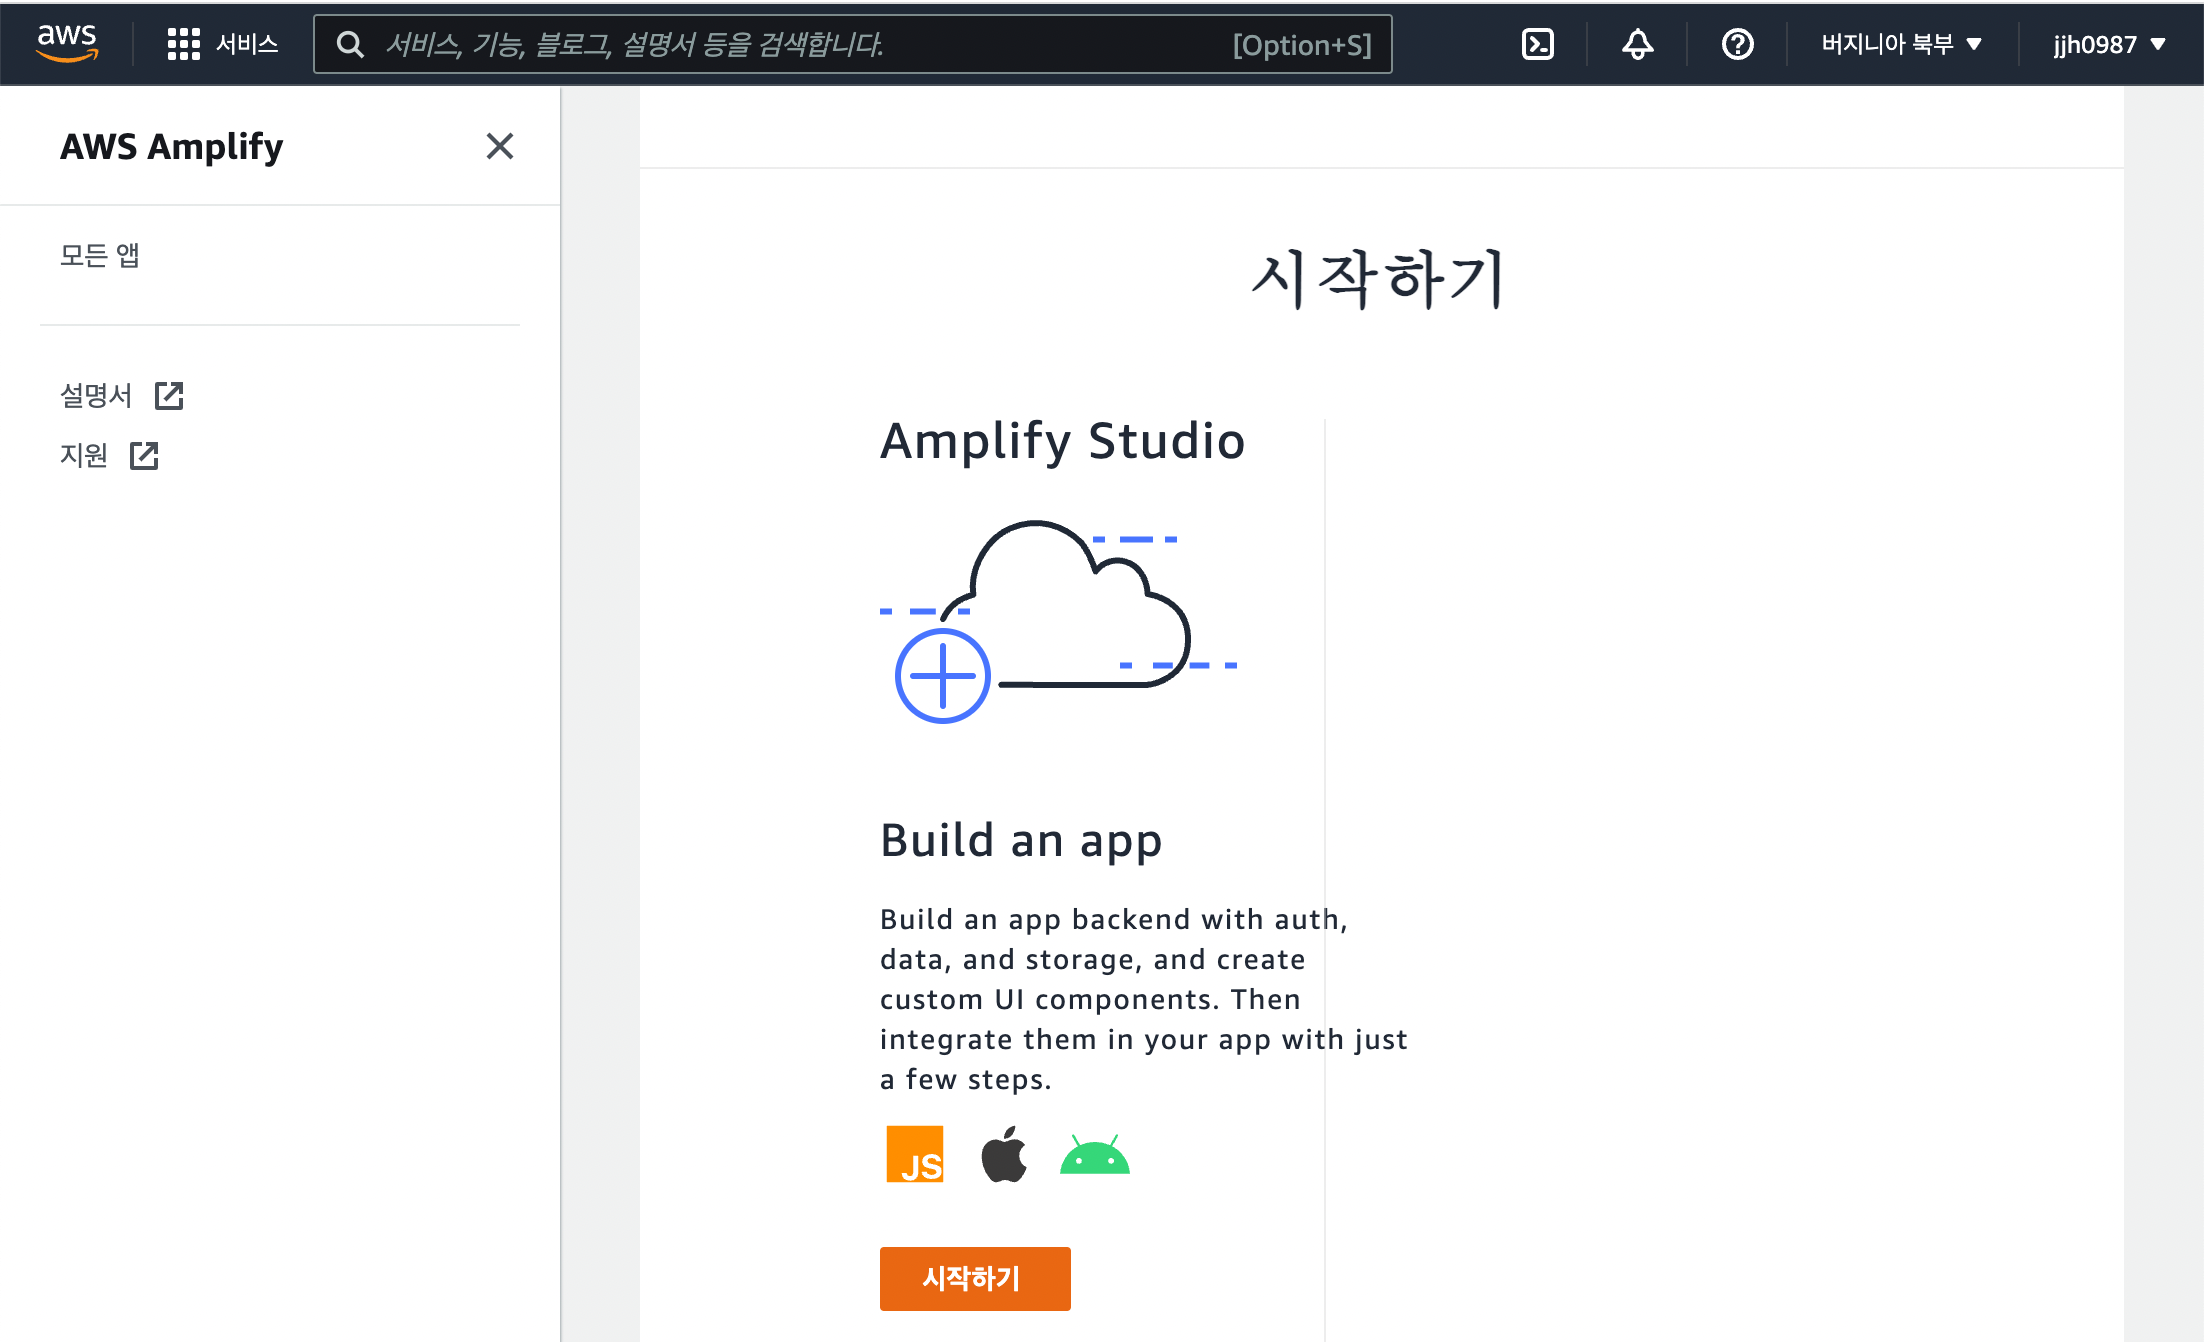 aws
서비스
서비스, 기능, 블로그, 설명서 등을 검색합니다.
[Option+S]
버지니아 북부
jjh0987
AWS Amplify
모든 앱
설명서
지원
시작하기
Amplify Studio
Build an app
Build an app backend with auth,
data, and storage, and create
custom UI components. Then
integrate them in your app with just
a few steps.
JS
시작하기